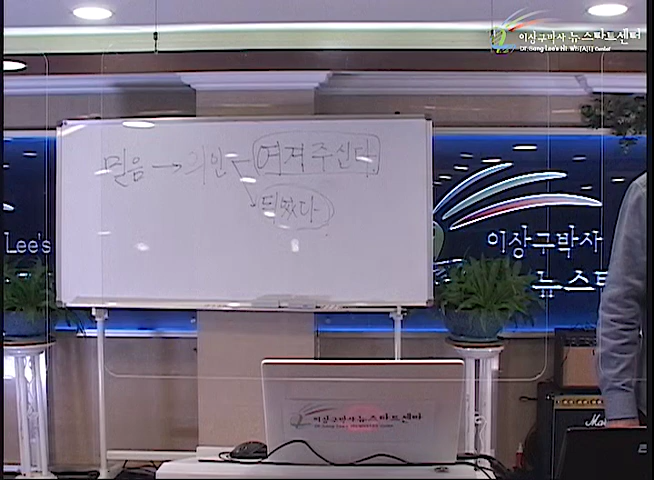 이상구박사 뉴스타트센터
믿음 → 의인 여겨주신다.
되었다
Lee's
이상구박사
뉴스타
이상구박사 뉴스타트센터